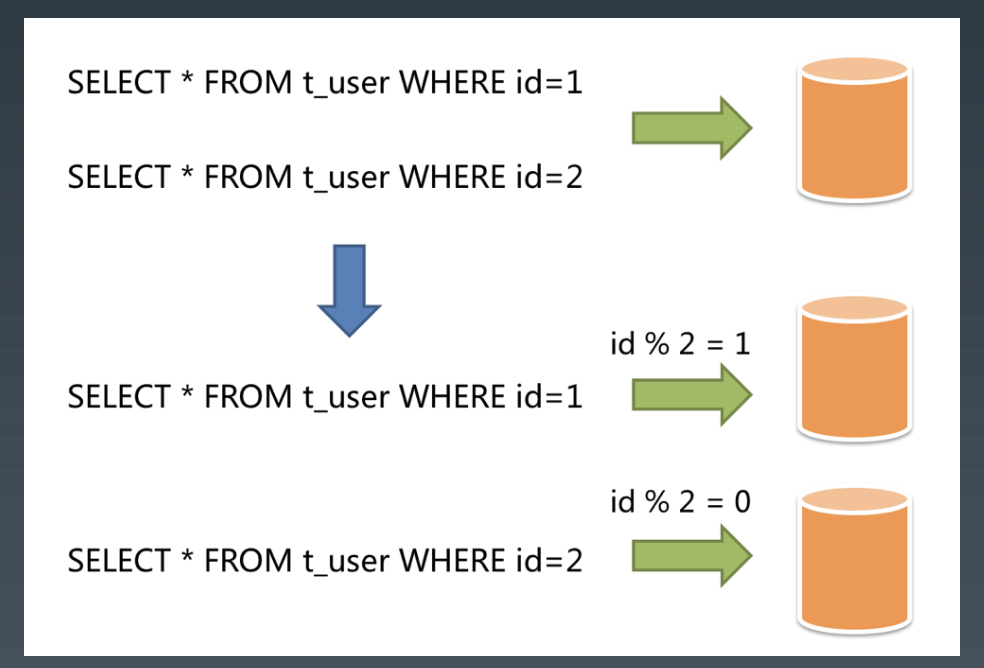 SELECT * FROM t_user WHERE id=1
SELECT * FROM t_user WHERE id=2
id % 2 = 1
SELECT * FROM t_user WHERE id=1
id % 2 = 0
SELECT * FROM t_user WHERE id=2